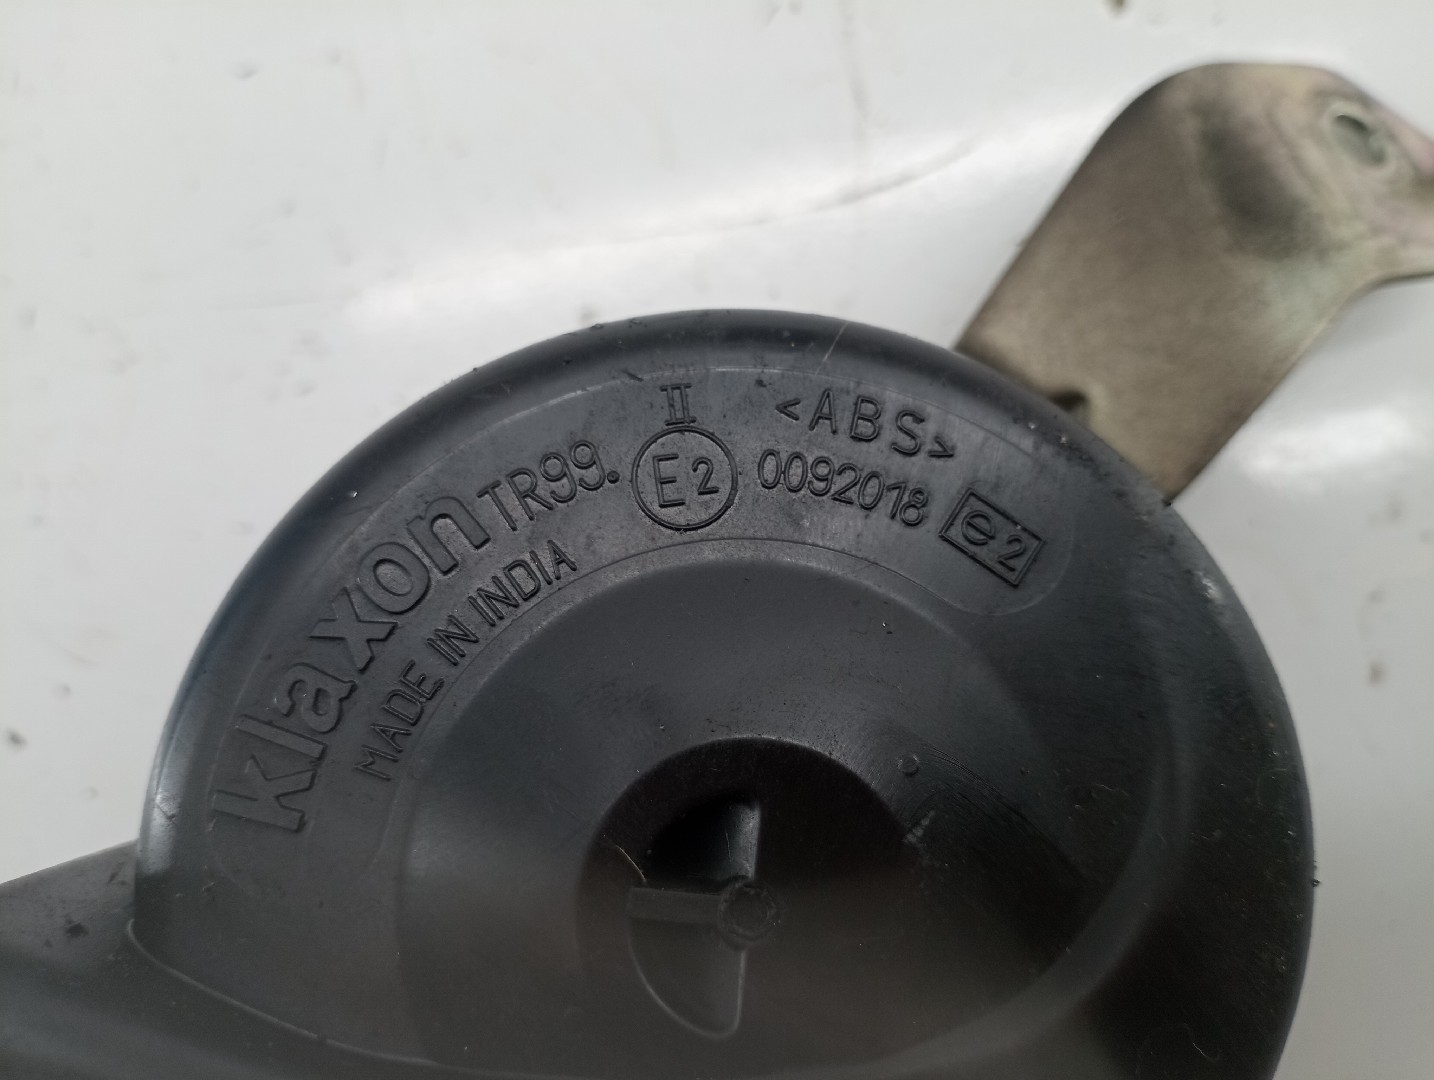 klaxon TR99.
MADE IN INDIA
II
E2
<ABS>
0092018
e2